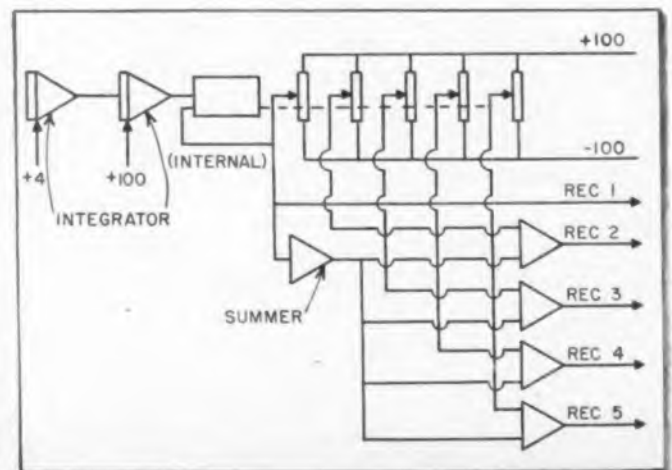 +100
-100
(INTERNAL)
+4
+100
INTEGRATOR
REC 1
REC 2
SUMMER
REC 3
REC 4
REC 5